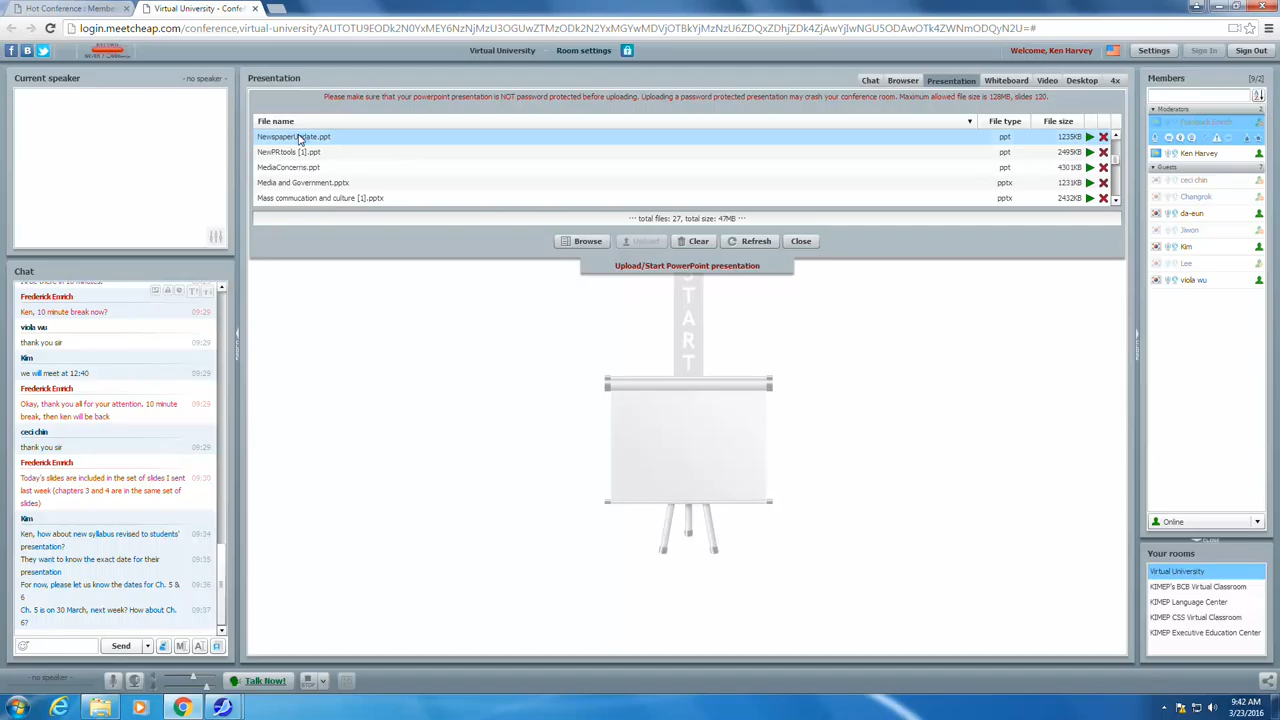 Hot Conference : Membe
Virtual University - Confe
login.meetcheap.com/conference,virtual-university?
Virtual University
Room settings
Welcome, Ken Harvey
Settings
Sign In
Sign Out
Current speaker
- no speaker -
Presentation
Chat
Browser
Presentation
Whiteboard
Video
Desktop
4x
Members
[9/2]
Please make sure that your powerpoint presentation is NOT password protected before uploading. Uploading a password protected presentation may crash your conference room. Maximum allowed file size is 128MB, slides 120.
File name
File type
File size
NewspaperUpdate.ppt ppt 1235KB
NewPRtools [1].ppt ppt 2495KB
MediaConcerns.ppt ppt 4301KB
Media and Government.pptx pptx 1231KB
Mass commucation and culture [1].pptx pptx 2432KB
··· total files: 27, total size: 47MB ···
Browse
Upload
Clear
Refresh
Close
Upload/Start PowerPoint presentation
START
Moderators 2
Frederick Emrich
Ken Harvey
Guests 7
ceci chin
Changrok
da-eun
Jiwon
Kim
Lee
viola wu
Online
CLOSE
Your rooms
Virtual University
KIMEP's BCB Virtual Classroom
KIMEP Language Center
KIMEP CSS Virtual Classroom
KIMEP Executive Education Center
Chat
Frederick Emrich
Ken, 10 minute break now? 09:29
viola wu
thank you sir 09:29
Kim
we will meet at 12:40 09:29
Frederick Emrich
Okay, thank you all for your attention. 10 minute 09:29
break, then ken will be back
ceci chin
thank you sir 09:29
Frederick Emrich
Today's slides are included in the set of slides I sent 09:30
last week (chapters 3 and 4 are in the same set of
slides)
Kim
Ken, how about new syllabus revised to students' 09:34
presentation?
They want to know the exact date for their 09:35
presentation
For now, please let us know the dates for Ch. 5 & 09:36
6
Ch. 5 is on 30 March, next week? How about Ch. 09:37
6?
Send
- no speaker -
Talk Now!
STOP
9:42 AM
3/23/2016